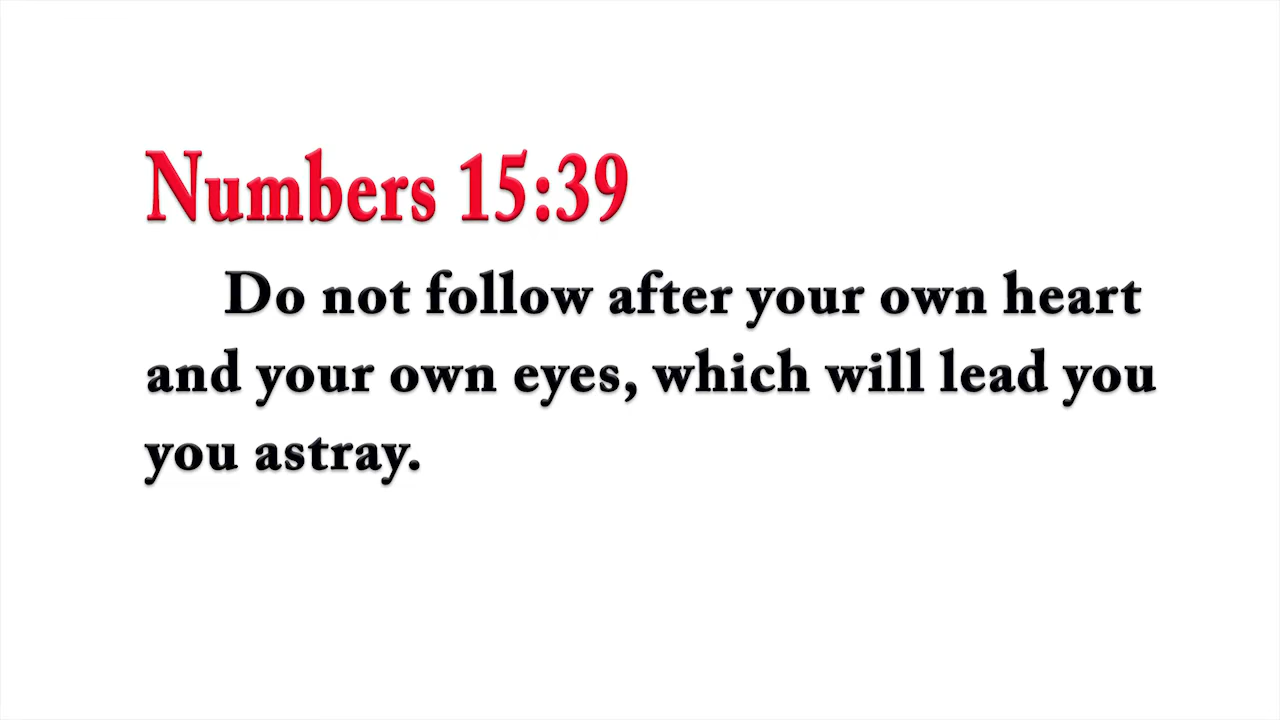 Numbers 15:39
Do not follow after your own heart
and your own eyes, which will lead you
you astray.